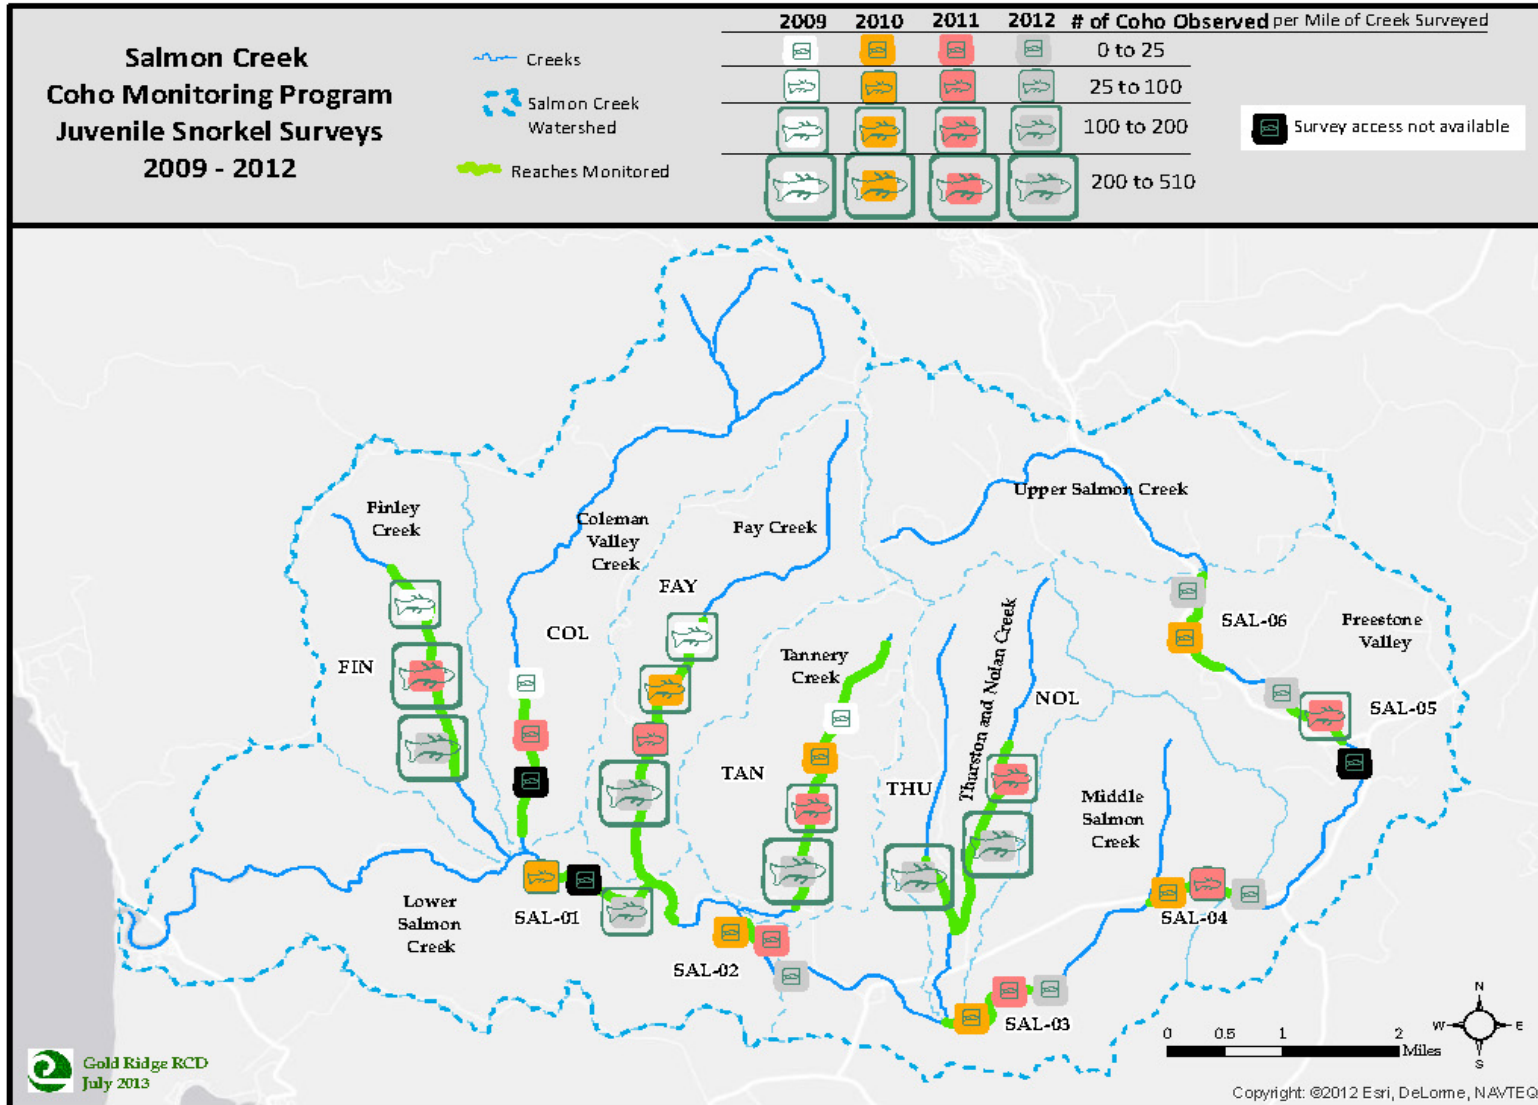 Salmon Creek
Coho Monitoring Program
Juvenile Snorkel Surveys
2009 - 2012
Creeks
Salmon Creek
Watershed
Reaches Monitored
2009 2010 2011 2012 # of Coho Observed per Mile of Creek Surveyed
0 to 25
25 to 100
100 to 200
200 to 510
Survey access not available
Finley
Creek
Coleman
Valley
Creek
Fay Creek
Upper Salmon Creek
FAY
COL
FIN
Tannery
Creek
Thurston and Nolan Creek
NOL
SAL-06
Freestone
Valley
SAL-05
TAN
THU
Middle
Salmon
Creek
Lower
Salmon
Creek
SAL-01
SAL-02
SAL-03
SAL-04
Gold Ridge RCD
July 2013
0 0.5 1 2
Miles
N
W E
S
Copyright: ©2012 Esri, DeLorme, NAVTEQ